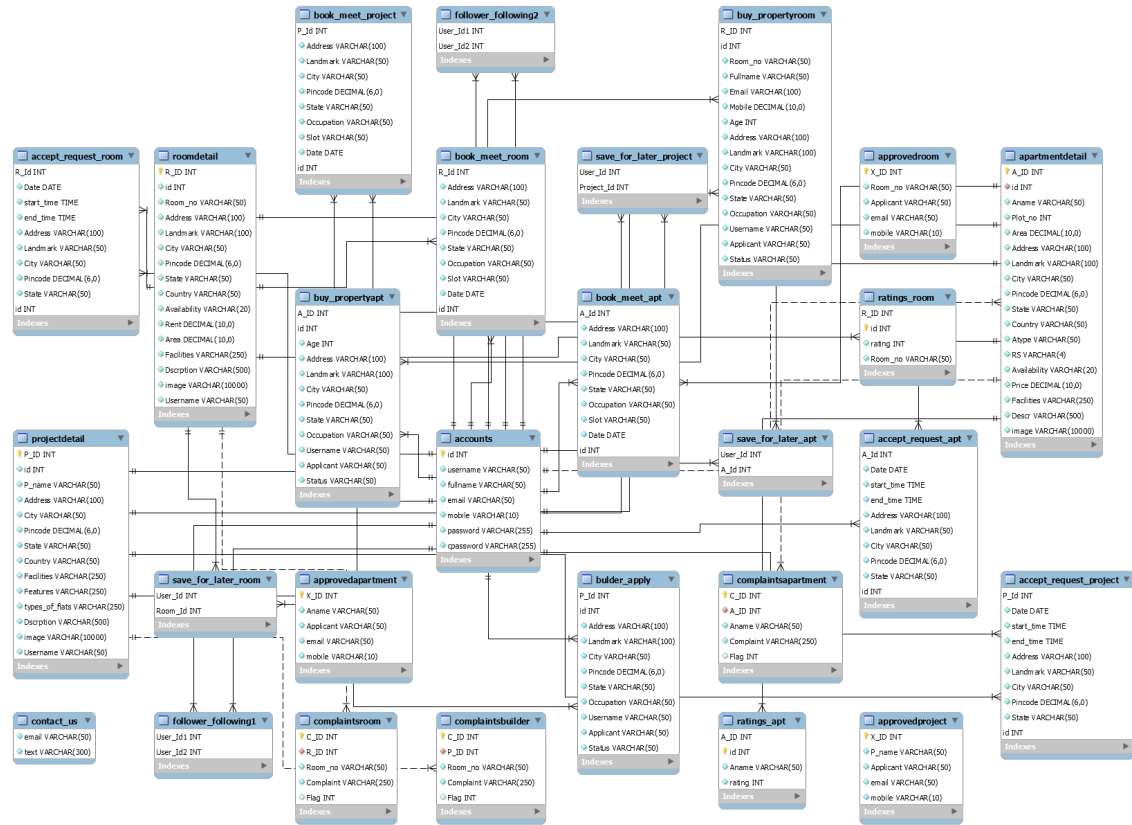 book_meet_project
P_Id INT
Address VARCHAR(100)
Landmark VARCHAR(50)
City VARCHAR(50)
Pincode DECIMAL(6,0)
State VARCHAR(50)
Occupation VARCHAR(50)
Slot VARCHAR(50)
Date DATE
id INT
Indexes
follower_following2
User_Id1 INT
User_Id2 INT
Indexes
buy_propertyroom
R_ID INT
id INT
Room_no VARCHAR(50)
Fullname VARCHAR(50)
Email VARCHAR(100)
Mobile DECIMAL(10,0)
Age INT
Address VARCHAR(100)
Landmark VARCHAR(100)
City VARCHAR(50)
Pincode DECIMAL(6,0)
State VARCHAR(50)
Occupation VARCHAR(50)
Username VARCHAR(50)
Applicant VARCHAR(50)
Status VARCHAR(50)
Indexes
accept_request_room
R_Id INT
Date DATE
start_time TIME
end_time TIME
Address VARCHAR(100)
Landmark VARCHAR(50)
City VARCHAR(50)
Pincode DECIMAL(6,0)
State VARCHAR(50)
id INT
Indexes
roomdetail
R_ID INT
id INT
Room_no VARCHAR(50)
Address VARCHAR(100)
Landmark VARCHAR(100)
City VARCHAR(50)
Pincode DECIMAL(6,0)
State VARCHAR(50)
Country VARCHAR(50)
Availability VARCHAR(20)
Rent DECIMAL(10,0)
Area DECIMAL(10,0)
Facilities VARCHAR(250)
Dscrption VARCHAR(500)
image VARCHAR(10000)
Username VARCHAR(50)
Indexes
book_meet_room
R_Id INT
Address VARCHAR(100)
Landmark VARCHAR(50)
City VARCHAR(50)
Pincode DECIMAL(6,0)
State VARCHAR(50)
Occupation VARCHAR(50)
Slot VARCHAR(50)
Date DATE
id INT
Indexes
save_for_later_project
User_Id INT
Project_Id INT
Indexes
approvedroom
X_ID INT
Room_no VARCHAR(50)
Applicant VARCHAR(50)
email VARCHAR(50)
mobile VARCHAR(10)
Indexes
apartmentdetail
A_ID INT
id INT
Aname VARCHAR(50)
Plot_no INT
Area DECIMAL(10,0)
Address VARCHAR(100)
Landmark VARCHAR(100)
City VARCHAR(50)
Pincode DECIMAL(6,0)
State VARCHAR(50)
Country VARCHAR(50)
Atype VARCHAR(50)
RS VARCHAR(4)
Availability VARCHAR(20)
Price DECIMAL(10,0)
Facilities VARCHAR(250)
Descr VARCHAR(500)
image VARCHAR(10000)
Indexes
buy_propertyapt
A_ID INT
id INT
Age INT
Address VARCHAR(100)
Landmark VARCHAR(100)
City VARCHAR(50)
Pincode DECIMAL(6,0)
State VARCHAR(50)
Occupation VARCHAR(50)
Username VARCHAR(50)
Applicant VARCHAR(50)
Status VARCHAR(50)
Indexes
book_meet_apt
A_Id INT
Address VARCHAR(100)
Landmark VARCHAR(50)
City VARCHAR(50)
Pincode DECIMAL(6,0)
State VARCHAR(50)
Occupation VARCHAR(50)
Slot VARCHAR(50)
Date DATE
id INT
Indexes
ratings_room
R_ID INT
id INT
rating INT
Room_no VARCHAR(50)
Indexes
projectdetail
P_ID INT
id INT
P_name VARCHAR(50)
Address VARCHAR(100)
City VARCHAR(50)
Pincode DECIMAL(6,0)
State VARCHAR(50)
Country VARCHAR(50)
Facilities VARCHAR(250)
Features VARCHAR(250)
types_of_flats VARCHAR(250)
Dscrption VARCHAR(500)
image VARCHAR(10000)
Username VARCHAR(50)
Indexes
accounts
id INT
username VARCHAR(50)
fullname VARCHAR(50)
email VARCHAR(50)
mobile VARCHAR(10)
password VARCHAR(255)
cpassword VARCHAR(255)
Indexes
save_for_later_apt
User_Id INT
A_Id INT
Indexes
accept_request_apt
A_Id INT
Date DATE
start_time TIME
end_time TIME
Address VARCHAR(100)
Landmark VARCHAR(50)
City VARCHAR(50)
Pincode DECIMAL(6,0)
State VARCHAR(50)
id INT
Indexes
save_for_later_room
User_Id INT
Room_Id INT
Indexes
approvedapartment
X_ID INT
Aname VARCHAR(50)
Applicant VARCHAR(50)
email VARCHAR(50)
mobile VARCHAR(10)
Indexes
bulder_apply
P_Id INT
id INT
Address VARCHAR(100)
Landmark VARCHAR(100)
City VARCHAR(50)
Pincode DECIMAL(6,0)
State VARCHAR(50)
Occupation VARCHAR(50)
Username VARCHAR(50)
Applicant VARCHAR(50)
Status VARCHAR(50)
Indexes
complaintsapartment
C_ID INT
A_ID INT
Aname VARCHAR(50)
Complaint VARCHAR(250)
Flag INT
Indexes
accept_request_project
P_Id INT
Date DATE
start_time TIME
end_time TIME
Address VARCHAR(100)
Landmark VARCHAR(50)
City VARCHAR(50)
Pincode DECIMAL(6,0)
State VARCHAR(50)
id INT
Indexes
contact_us
email VARCHAR(50)
text VARCHAR(300)
Indexes
follower_following1
User_Id1 INT
User_Id2 INT
Indexes
complaintsroom
C_ID INT
R_ID INT
Room_no VARCHAR(50)
Complaint VARCHAR(250)
Flag INT
Indexes
complaintsbuilder
C_ID INT
P_ID INT
Room_no VARCHAR(50)
Complaint VARCHAR(250)
Flag INT
Indexes
ratings_apt
A_ID INT
id INT
Aname VARCHAR(50)
rating INT
Indexes
approvedproject
X_ID INT
P_name VARCHAR(50)
Applicant VARCHAR(50)
email VARCHAR(50)
mobile VARCHAR(10)
Indexes